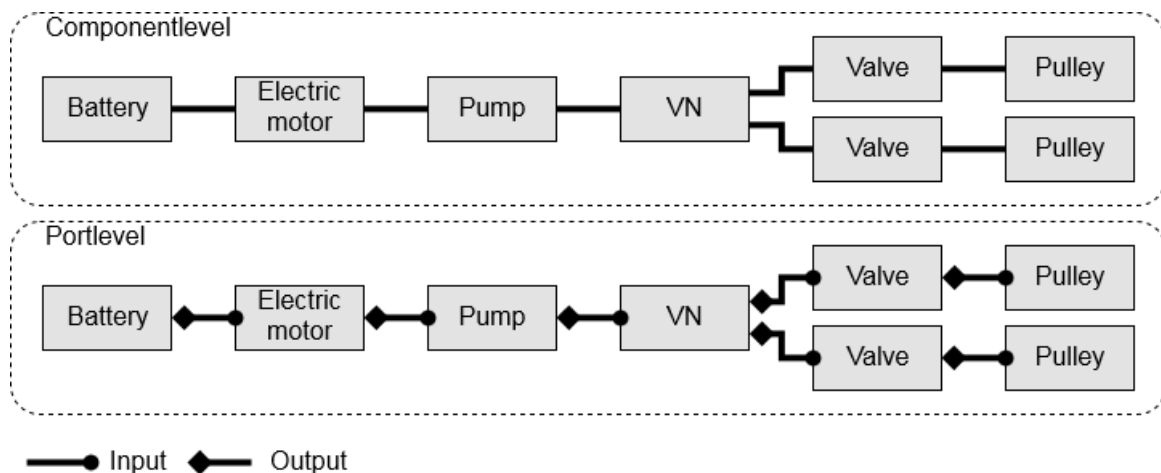 Componentlevel
Battery
Electric
motor
Pump
VN
Valve
Pulley
Valve
Pulley
Portlevel
Battery
Electric
motor
Pump
VN
Valve
Pulley
Valve
Pulley
Input
Output